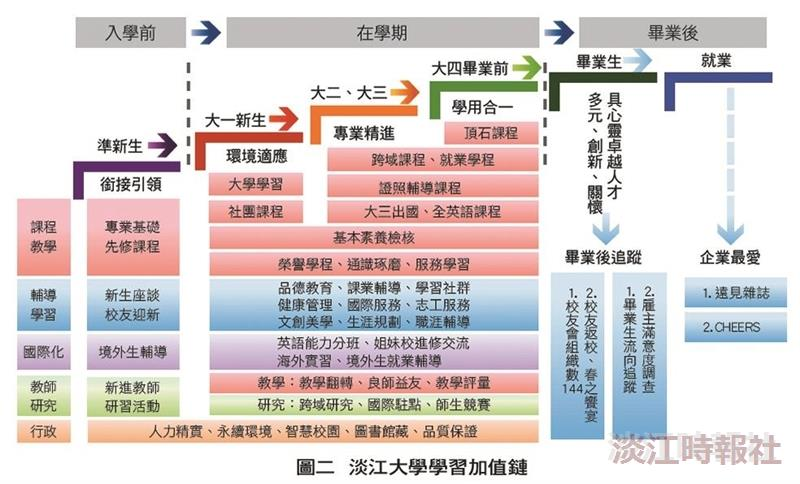 入學前
在學期
畢業後
準新生
大一新生
大二、大三
大四畢業前
畢業生
就業
銜接引領
環境適應
專業精進
學用合一
具心靈卓越人才
多元、創新、關懷
頂石課程
跨域課程、就業學程
大學學習
證照輔導課程
社團課程
大三出國、全英語課程
課程
教學
專業基礎
先修課程
基本素養檢核
榮譽學程、通識琢磨、服務學習
畢業後追蹤
企業最愛
輔導
學習
新生座談
校友迎新
品德教育、課業輔導、學習社群
健康管理、國際服務、志工服務
文創美學、生涯規劃、職涯輔導
國際化
境外生輔導
英語能力分班、姐妹校進修交流
海外實習、境外生就業輔導
教師
研究
新進教師
研習活動
教學：教學翻轉、良師益友、教學評量
研究：跨域研究、國際駐點、師生競賽
行政
人力精實、永續環境、智慧校園、圖書館藏、品質保證
1. 校友會組織數144
2. 校友返校、春之饗宴
1. 畢業生流向追蹤
2. 雇主滿意度調查
1. 遠見雜誌
2. CHEERS
淡江時報社
圖二 淡江大學學習加值鏈